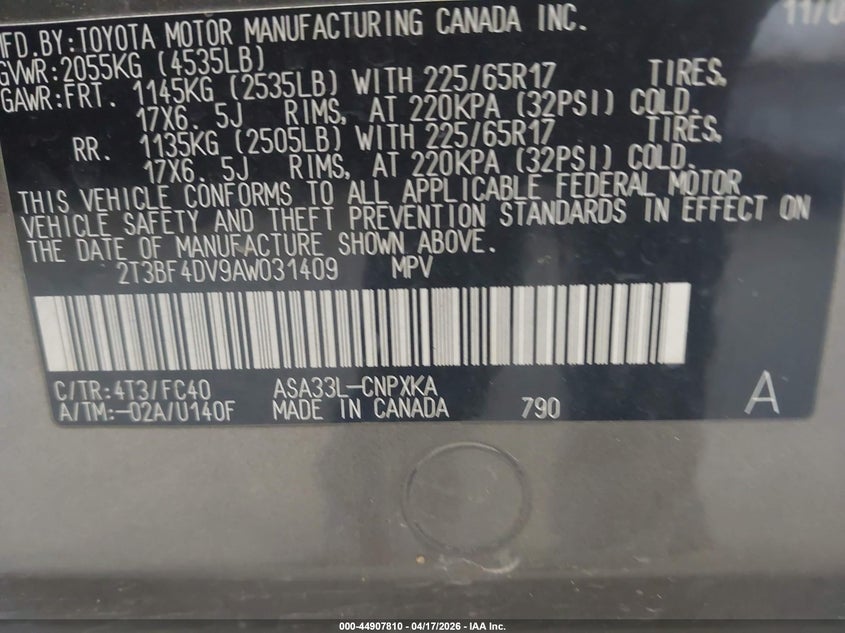 MFD.BY:TOYOTA MOTOR MANUFACTURING CANADA INC. 11/0
GVWR:2055KG (4535LB)
GAWR:FRT. 1145KG (2535LB) WITH 225/65R17 TIRES,
17X6.5J RIMS, AT 220KPA (32PSI) COLD.
RR. 1135KG (2505LB) WITH 225/65R17 TIRES,
17X6.5J RIMS, AT 220KPA (32PSI) COLD.
THIS VEHICLE CONFORMS TO ALL APPLICABLE FEDERAL MOTOR
VEHICLE SAFETY AND THEFT PREVENTION STANDARDS IN EFFECT ON
THE DATE OF MANUFACTURE SHOWN ABOVE.
2T3BF4DV9AW031409 MPV
C/TR:4T3/FC40 ASA33L-CNPXKA
A/TM:-02A/U140F MADE IN CANADA 790 A
000-44907810 | 04/17/2026 | IAA Inc.